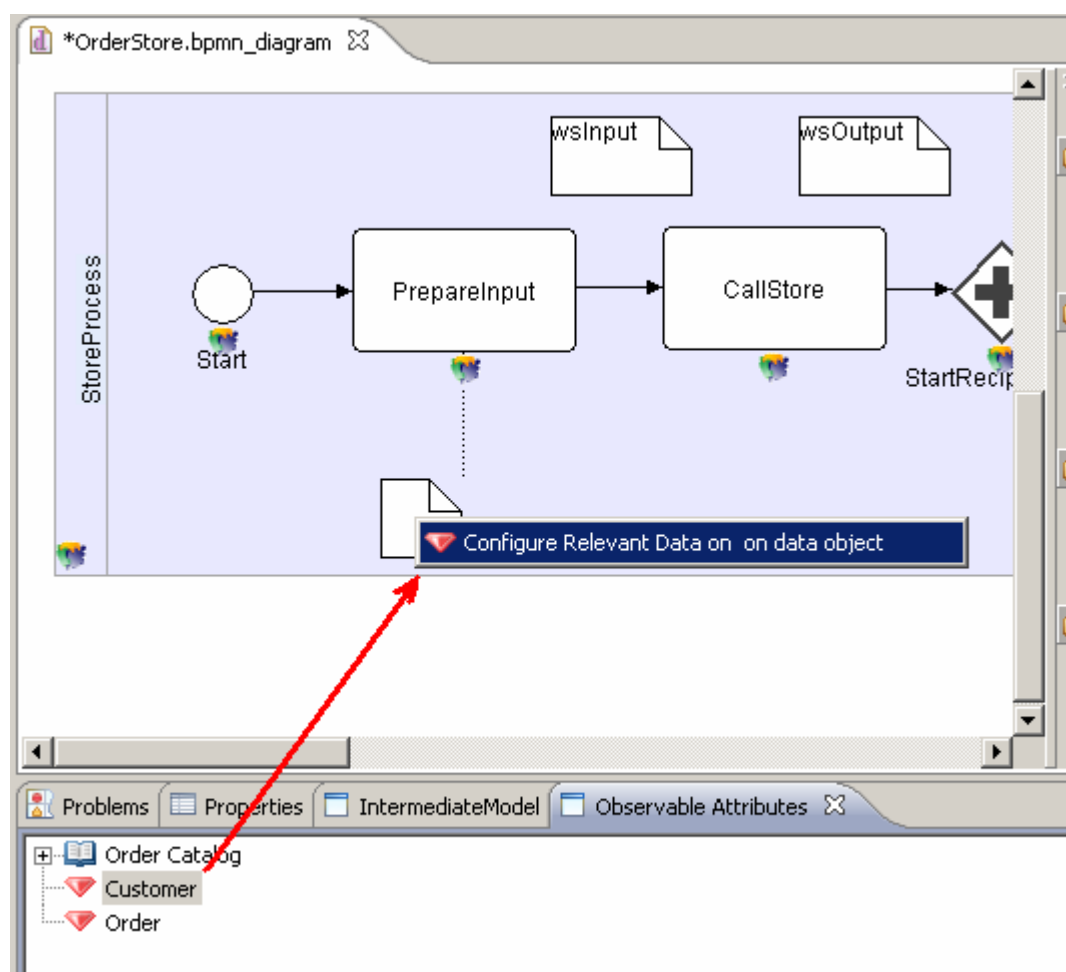 *OrderStore.bpmn_diagram
wsInput
wsOutput
StoreProcess
PrepareInput
CallStore
Start
StartRecip
Configure Relevant Data on on data object
Problems Properties IntermediateModel Observable Attributes
Order Catalog
Customer
Order